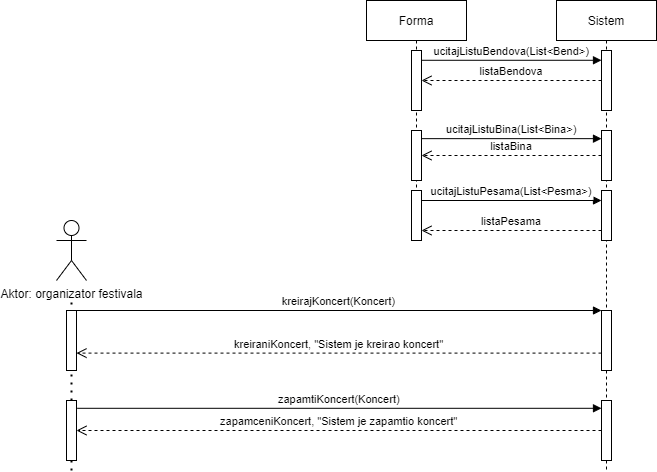 Forma
Sistem
ucitajListuBendova(List<Bend>)
listaBendova
ucitajListuBina(List<Bina>)
listaBina
ucitajListuPesama(List<Pesma>)
listaPesama
Aktor: organizator festivala
kreirajKoncert(Koncert)
kreiraniKoncert, "Sistem je kreirao koncert"
zapamtiKoncert(Koncert)
zapamceniKoncert, "Sistem je zapamtio koncert"